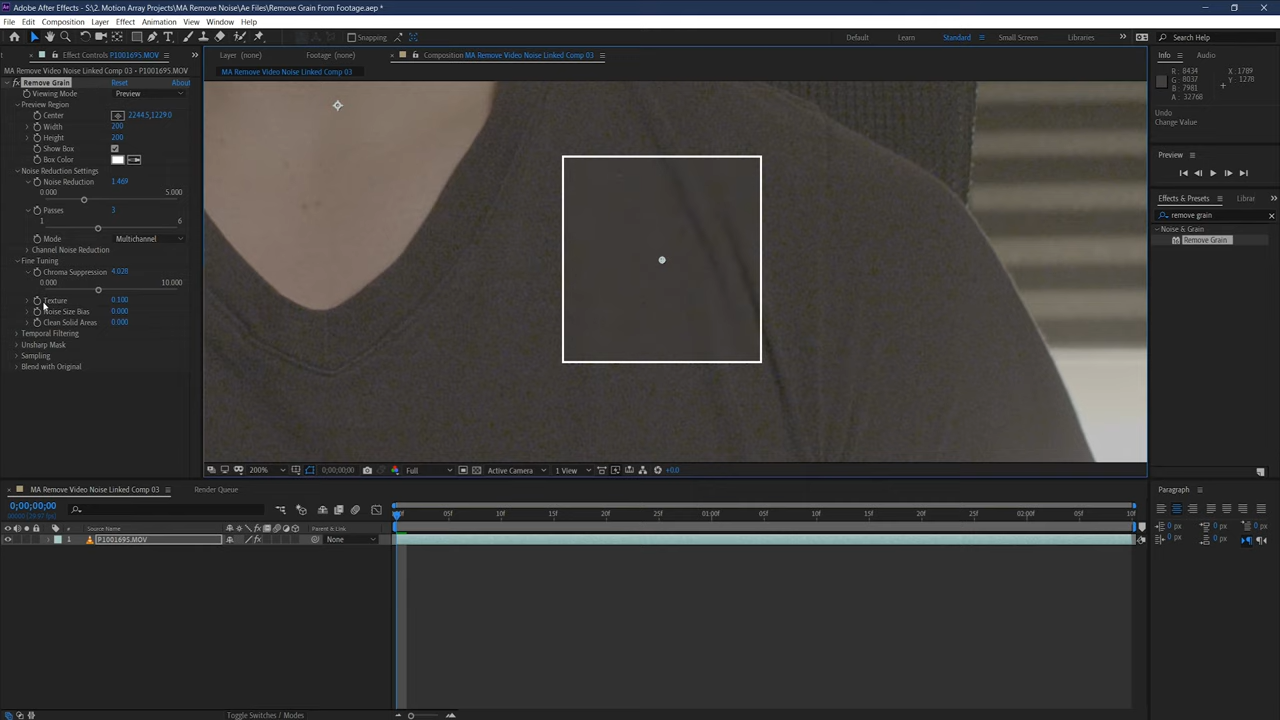 Adobe After Effects - S:\2. Motion Array Projects\MA Remove Noise\Ae Files\Remove Grain From Footage.aep *
File Edit Composition Layer Effect Animation View Window Help
Snapping
Default Learn Standard Small Screen Libraries Search Help
Effect Controls P1001695.MOV
Layer (none) Footage (none) Composition MA Remove Video Noise Linked Comp 03
Info Audio
MA Remove Video Noise Linked Comp 03 • P1001695.MOV
MA Remove Video Noise Linked Comp 03
Remove Grain Reset About
Viewing Mode Preview
Preview Region
Center 2244.5,1229.0
Width 200
Height 200
Show Box
Box Color
Noise Reduction Settings
Noise Reduction 1.469
0.000 5.000
Passes 3
1 6
Mode Multichannel
Channel Noise Reduction
Fine Tuning
Chroma Suppression 4.028
0.000 10.000
Texture 0.100
Noise Size Bias 0.000
Clean Solid Areas 0.000
Temporal Filtering
Unsharp Mask
Sampling
Blend with Original
R : 8434 X : 1789
G : 8037 Y : 1278
B : 7981
A : 32768
Undo
Change Value
Preview
Effects & Presets Librar
remove grain
Noise & Grain
Remove Grain
200% 0;00;00;00 Full Active Camera 1 View +0.0
MA Remove Video Noise Linked Comp 03 Render Queue
0;00;00;00
# Source Name Parent & Link
05f 10f 15f 20f 25f 01:00f 05f 10f 15f 20f 25f 02:00f 05f 10f
1 P1001695.MOV None
Paragraph
0 px 0 px 0 px
0 px 0 px
Toggle Switches / Modes